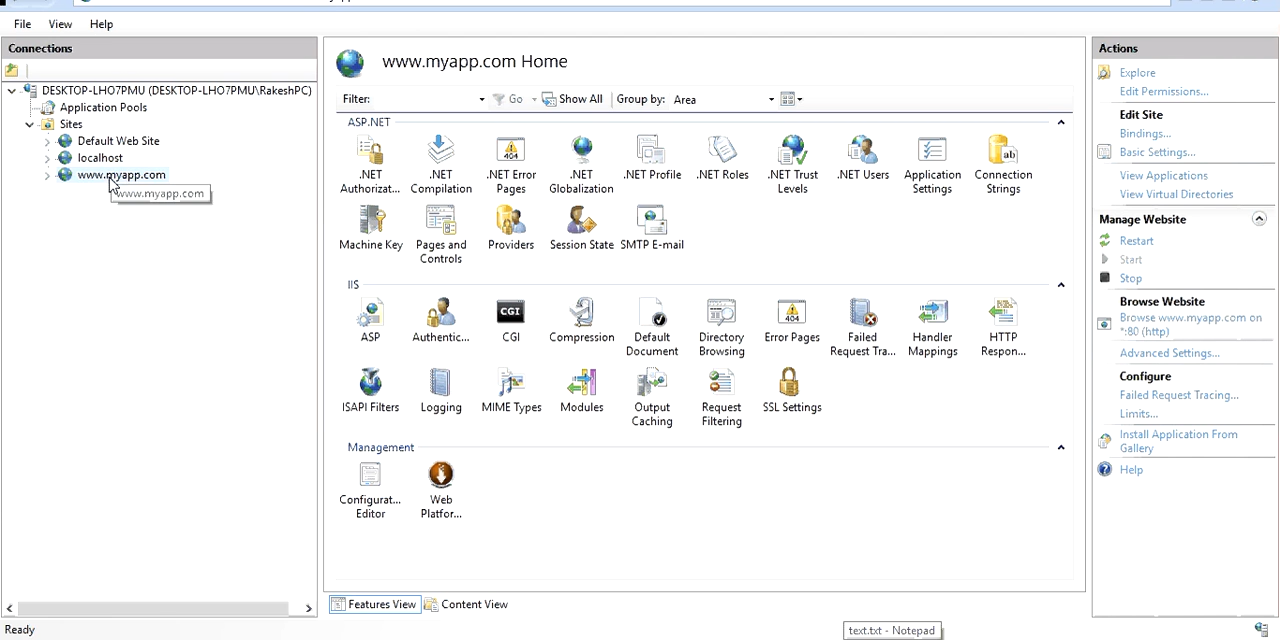 File View Help
Connections
DESKTOP-LHO7PMU (DESKTOP-LHO7PMU\RakeshPC)
Application Pools
Sites
Default Web Site
localhost
www.myapp.com
www.myapp.com
www.myapp.com Home
Filter: Go Show All Group by: Area
ASP.NET
.NET Authorizat... .NET Compilation .NET Error Pages .NET Globalization .NET Profile .NET Roles .NET Trust Levels .NET Users Application Settings Connection Strings
Machine Key Pages and Controls Providers Session State SMTP E-mail
IIS
ASP Authentic... CGI Compression Default Document Directory Browsing Error Pages Failed Request Tra... Handler Mappings HTTP Respon...
ISAPI Filters Logging MIME Types Modules Output Caching Request Filtering SSL Settings
Management
Configurat... Editor Web Platfor...
Features View Content View
Actions
Explore
Edit Permissions...
Edit Site
Bindings...
Basic Settings...
View Applications
View Virtual Directories
Manage Website
Restart
Start
Stop
Browse Website
Browse www.myapp.com on
*:80 (http)
Advanced Settings...
Configure
Failed Request Tracing...
Limits...
Install Application From
Gallery
Help
Ready
text.txt - Notepad